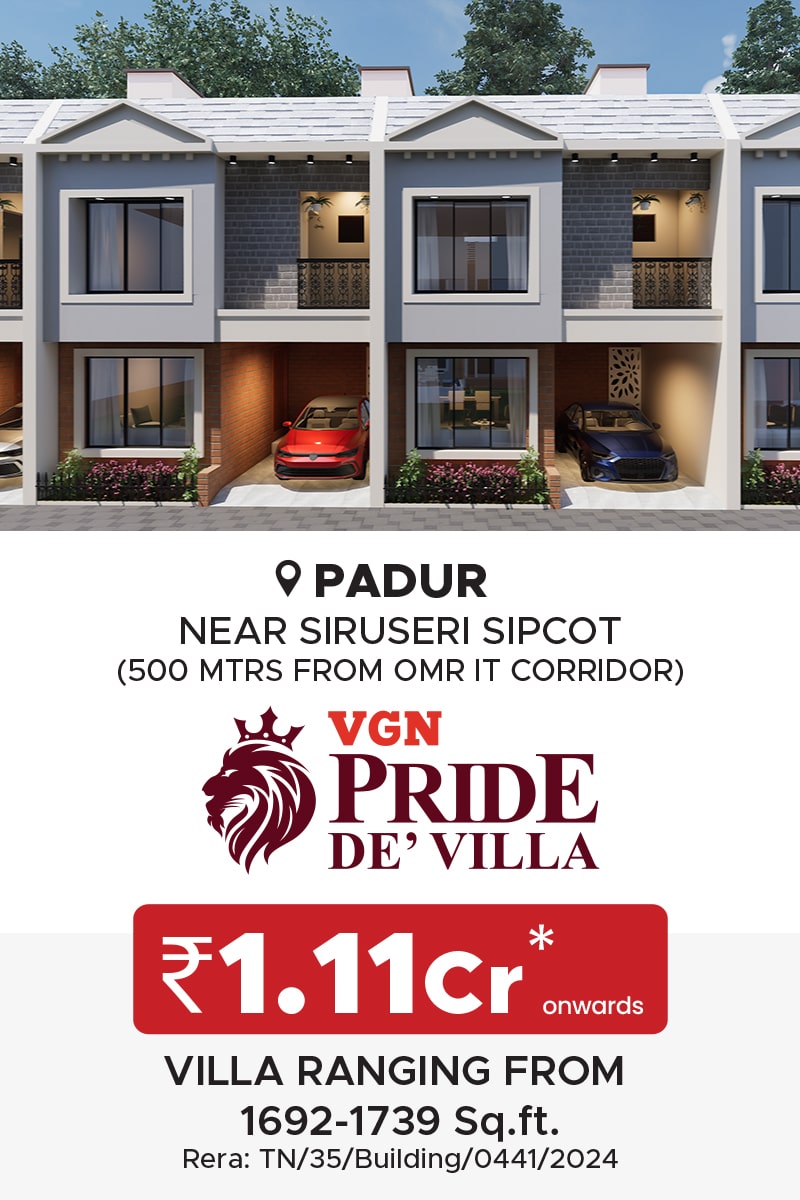 PADUR
NEAR SIRUSERI SIPCOT
(500 MTRS FROM OMR IT CORRIDOR)
VGN
PRIDE
DE' VILLA
₹1.11Cr*
onwards
VILLA RANGING FROM
1692-1739 Sq.ft.
Rera: TN/35/Building/0441/2024